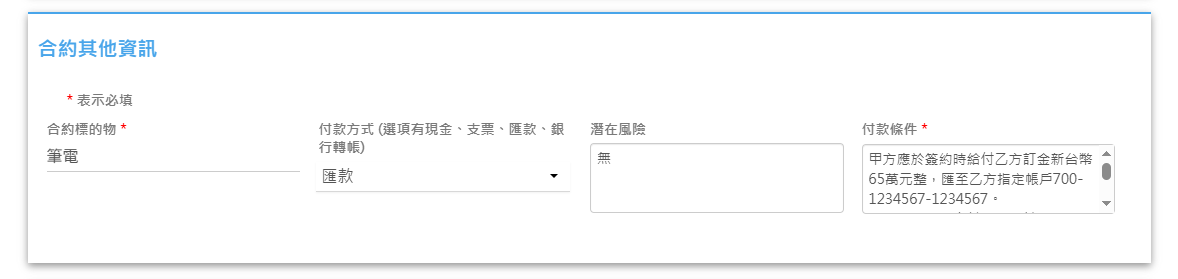 合約其他資訊
* 表示必填
合約標的物 *
筆電
付款方式 (選項有現金、支票、匯款、銀
行轉帳)
匯款
潛在風險
無
付款條件 *
甲方應於簽約時給付乙方訂金新台幣
65萬元整，匯至乙方指定帳戶700-
1234567-1234567。